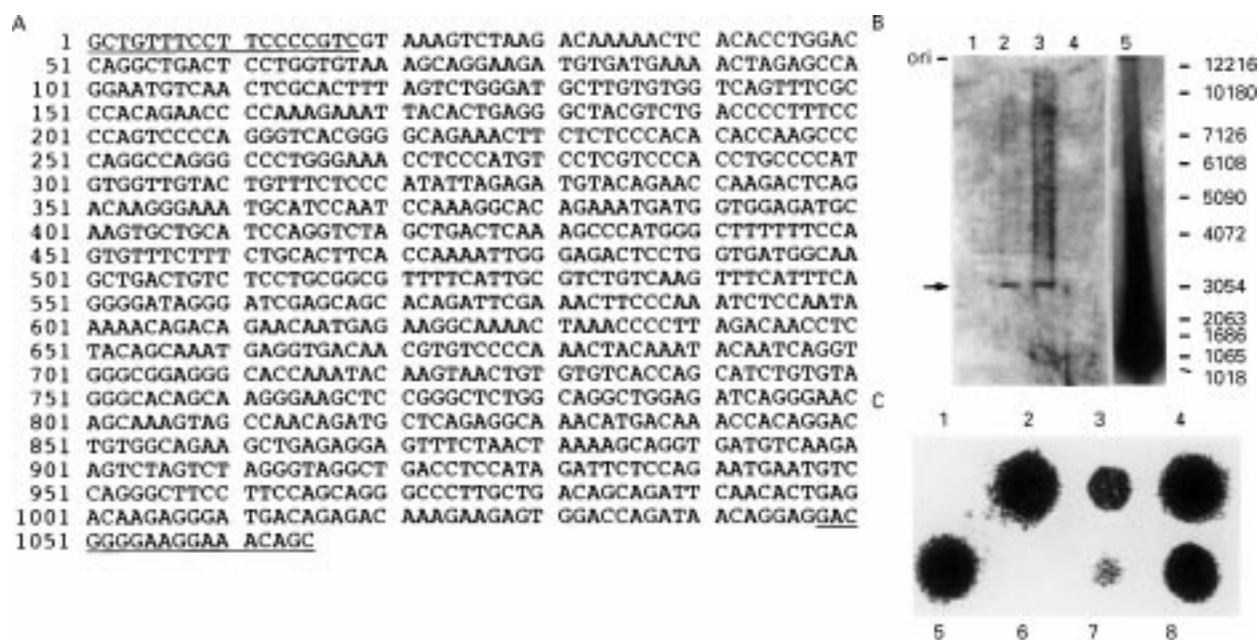 A
1 GCTGTTTCCT TCCCCGTCGT AAAGTCTAAG ACAAAAACTC ACACCTGGAC
51 CAGGCTGACT CCTGGTGTAA AGCAGGAAGA TGTGATGAAA ACTAGAGCCA
101 GGAATGTCAA CTCGCACTTT AGTCTGGGAT GCTTGTGTGG TCAGTTTCGC
151 CCACAGAACC CCAAAGAAAT TACACTGAGG GCTACGTCTG ACCCCTTTCC
201 CCAGTCCCCA GGGTCACGGG GCAGAAACTT CTCTCCCACA CACCAAGCCC
251 CAGGCCAGGG CCCTGGGAAA CCTCCCATGT CCTCGTCCCA CCTGCCCCAT
301 GTGGTTGTAC TGTTTCTCCC ATATTAGAGA TGTACAGAAC CAAGACTCAG
351 ACAAGGGAAA TGCATCCAAT CCAAAGGCAC AGAAATGATG GTGGAGATGC
401 AAGTGCTGCA TCCAGGTCTA GCTGACTCAA AGCCCATGGG CTTTTTTCCA
451 GTGTTTCTTT CTGCACTTCA CCAAAATTGG GAGACTCCTG GTGATGGCAA
501 GCTGACTGTC TCCTGCGGCG TTTTCATTGC GTCTGTCAAG TTTCATTTCA
551 GGGGATAGGG ATCGAGCAGC ACAGATTCGA AACTTCCCAA ATCTCCAATA
601 AAAACAGACA GAACAATGAG AAGGCAAAAC TAAACCCCTT AGACAACCTC
651 TACAGCAAAT GAGGTGACAA CGTGTCCCCA AACTACAAAT ACAATCAGGT
701 GGGCGGAGGG CACCAAATAC AAGTAACTGT GTGTCACCAG CATCTGTGTA
751 GGGCACAGCA AGGGAAGCTC CGGGCTCTGG CAGGCTGGAG ATCAGGGAAC
801 AGCAAAGTAG CCAACAGATG CTCAGAGGCA AACATGACAA ACCACAGGAC
851 TGTGGCAGAA GCTGAGAGGA GTTTCTAACT AAAAGCAGGT GATGTCAAGA
901 AGTCTAGTCT AGGGTAGGCT GACCTCCATA GATTCTCCAG AATGAATGTC
951 CAGGGCTTCC TTCCAGCAGG GCCCTTGCTG ACAGCAGATT CAACACTGAG
1001 ACAAGAGGGA TGACAGAGAC AAAGAAGAGT GGACCAGATA ACAGGAGGAC
1051 GGGGAAGGAA ACAGC
B
1 2 3 4 5
ori –
– 12216
– 10180
– 7126
– 6108
– 5090
– 4072
– 3054
– 2063
– 1686
– 1065
– 1018
C
1 2 3 4
5 6 7 8